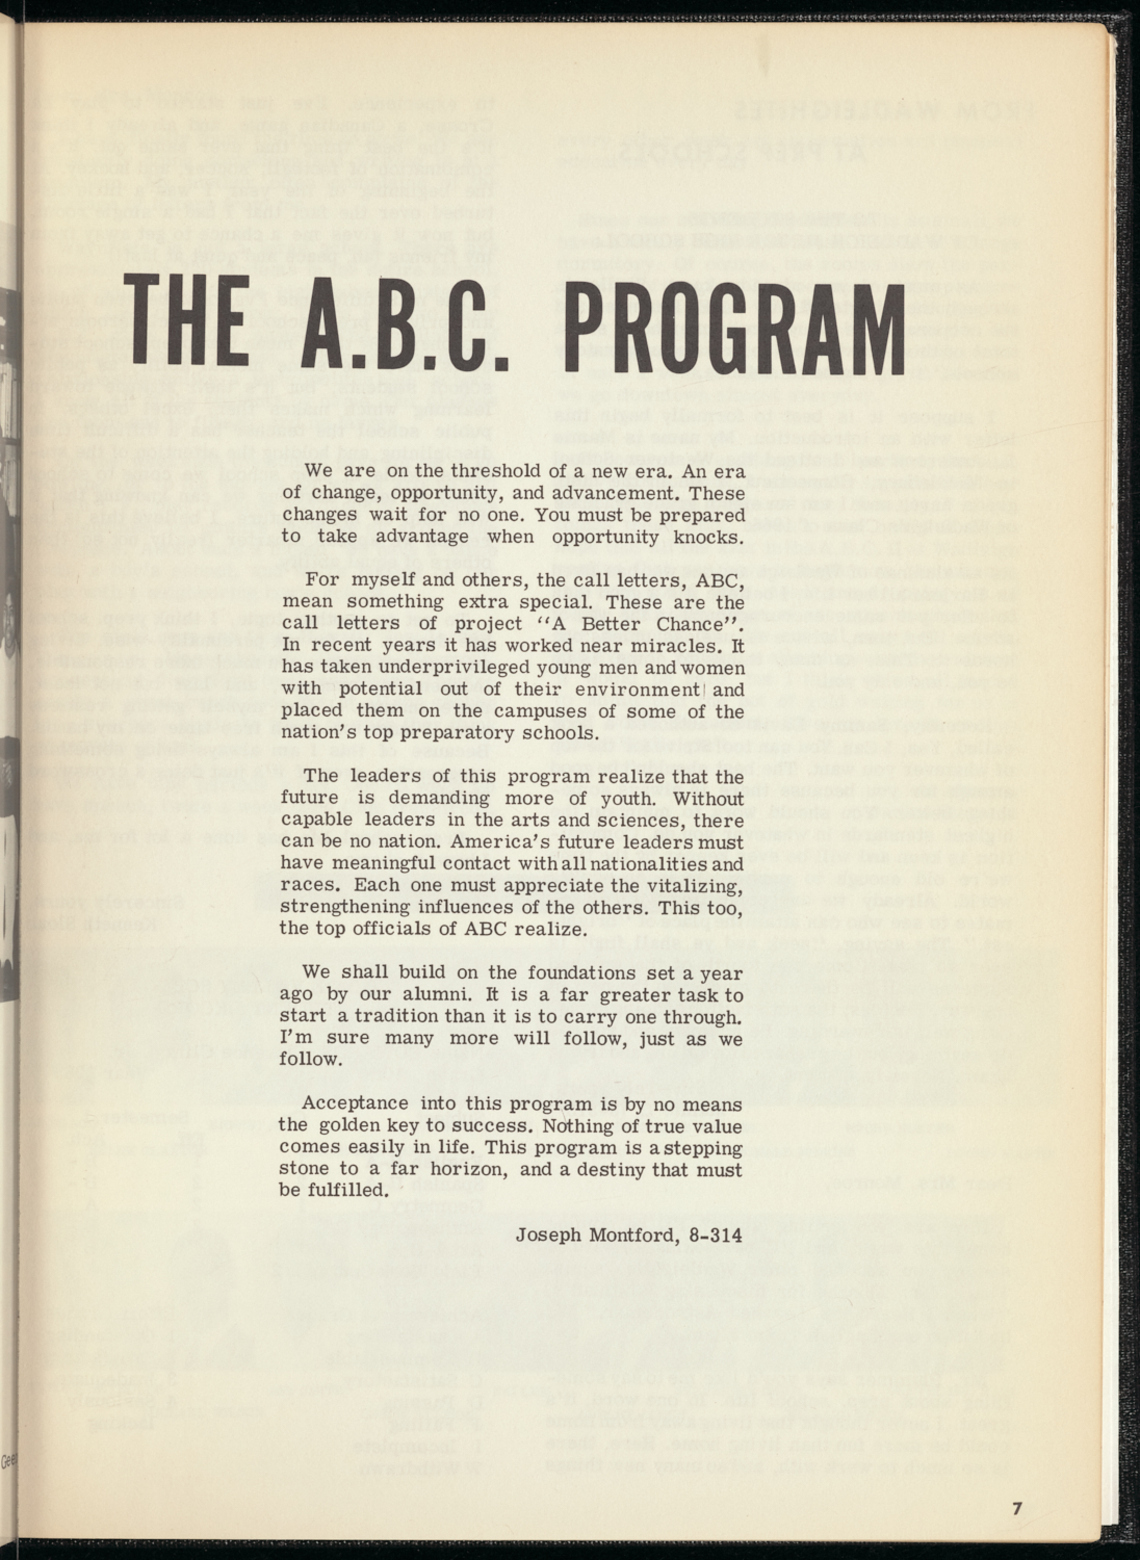 THE A.B.C. PROGRAM
We are on the threshold of a new era. An era
of change, opportunity, and advancement. These
changes wait for no one. You must be prepared
to take advantage when opportunity knocks.
For myself and others, the call letters, ABC,
mean something extra special. These are the
call letters of project "A Better Chance".
In recent years it has worked near miracles. It
has taken underprivileged young men and women
with potential out of their environment and
placed them on the campuses of some of the
nation's top preparatory schools.
The leaders of this program realize that the
future is demanding more of youth. Without
capable leaders in the arts and sciences, there
can be no nation. America's future leaders must
have meaningful contact with all nationalities and
races. Each one must appreciate the vitalizing,
strengthening influences of the others. This too,
the top officials of ABC realize.
We shall build on the foundations set a year
ago by our alumni. It is a far greater task to
start a tradition than it is to carry one through.
I'm sure many more will follow, just as we
follow.
Acceptance into this program is by no means
the golden key to success. Nothing of true value
comes easily in life. This program is a stepping
stone to a far horizon, and a destiny that must
be fulfilled.
Joseph Montford, 8-314
7